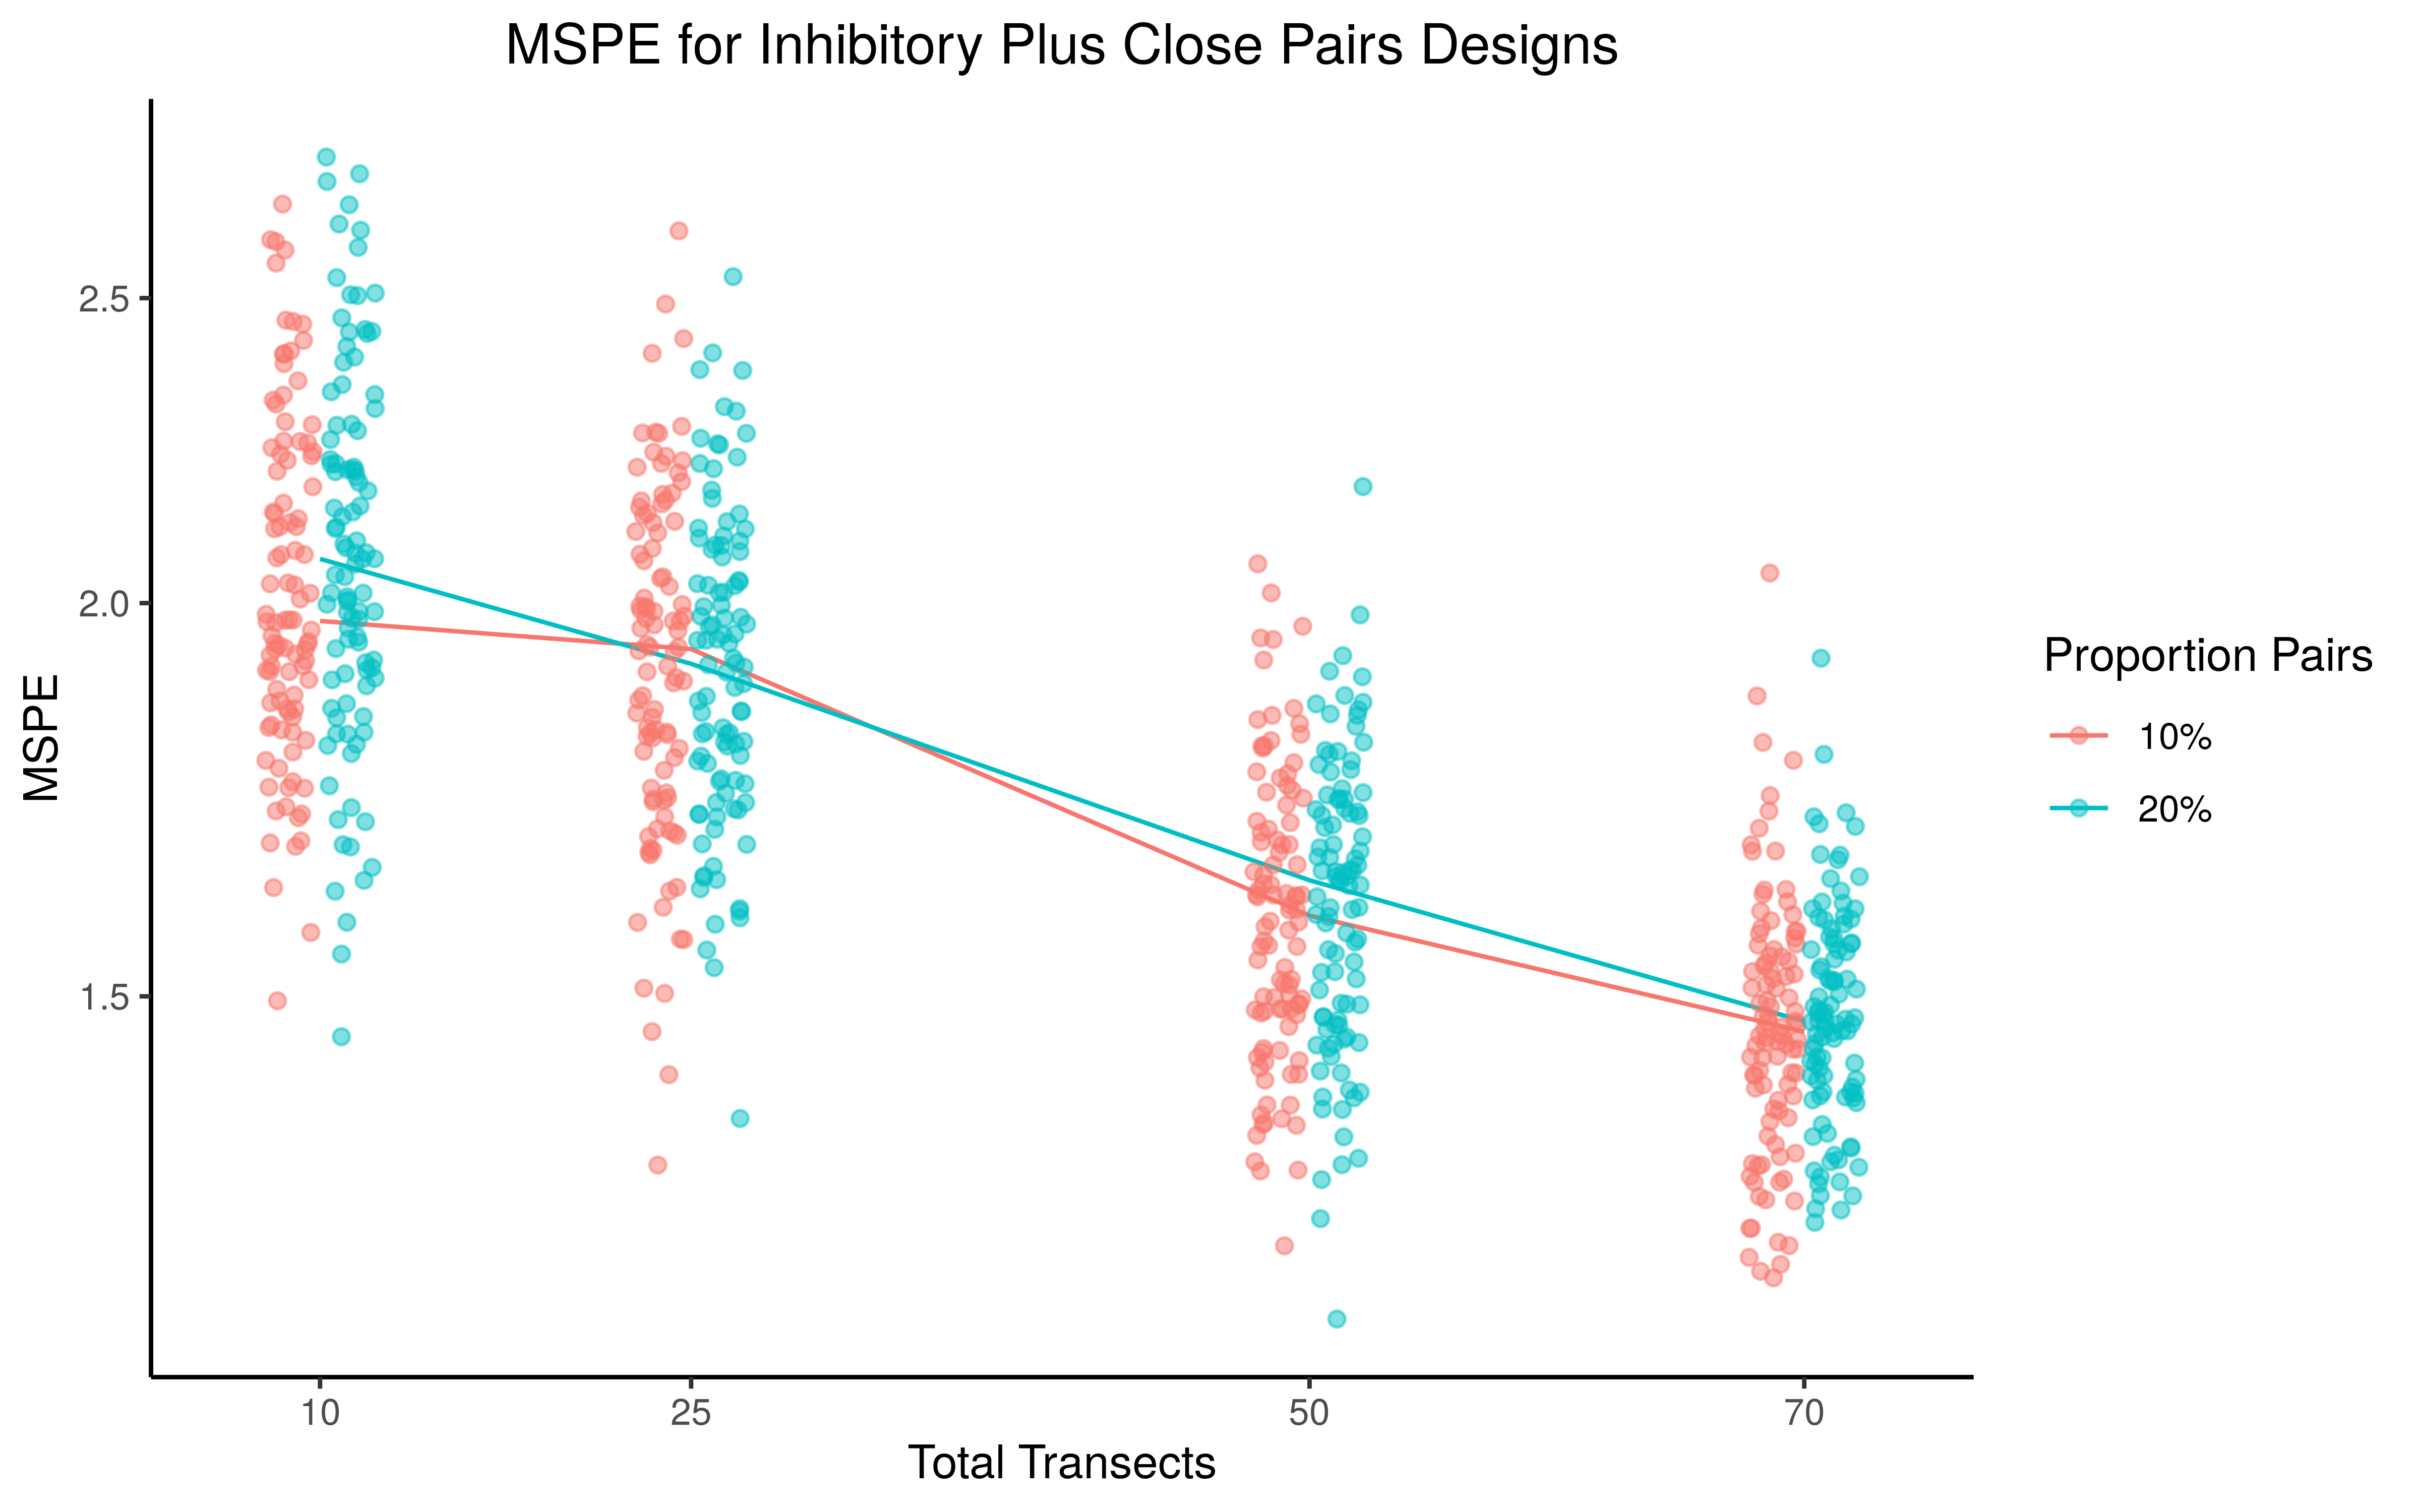 MSPE for Inhibitory Plus Close Pairs Designs
MSPE
2.5
2.0
1.5
10
25
50
70
Total Transects
Proportion Pairs
10%
20%